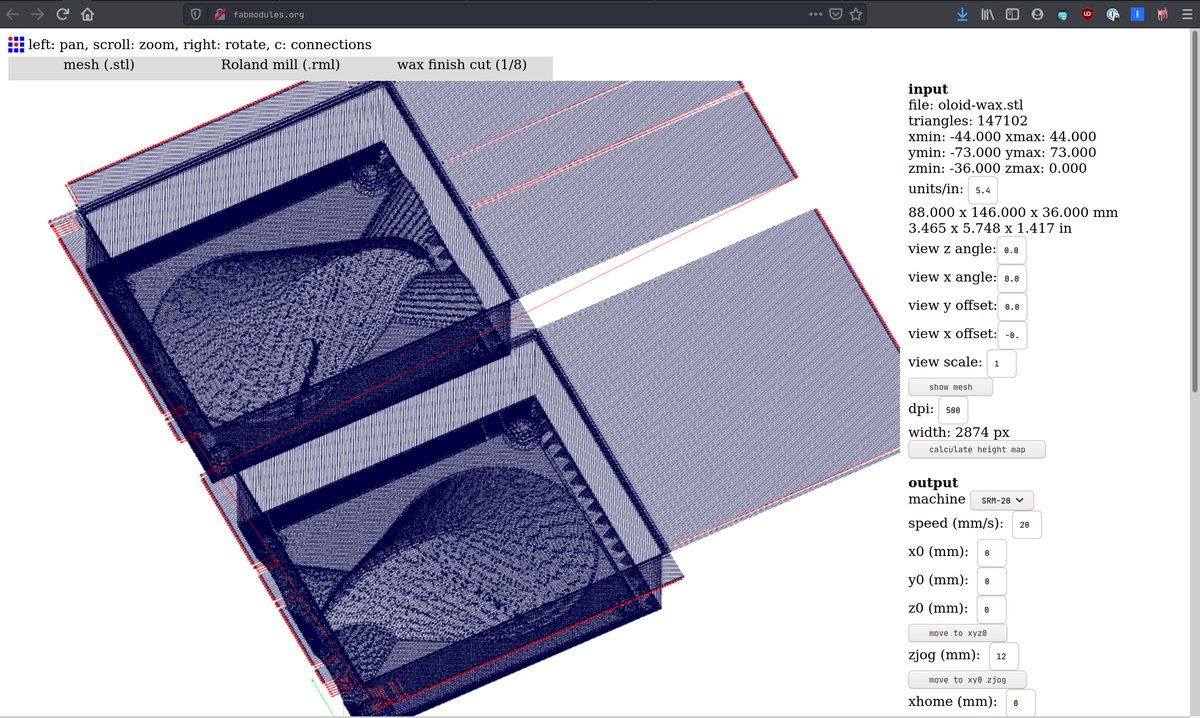 fabmodules.org
left: pan, scroll: zoom, right: rotate, c: connections
mesh (.stl) Roland mill (.rml) wax finish cut (1/8)
input
file: oloid-wax.stl
triangles: 147102
xmin: -44.000 xmax: 44.000
ymin: -73.000 ymax: 73.000
zmin: -36.000 zmax: 0.000
units/in: 5.4
88.000 x 146.000 x 36.000 mm
3.465 x 5.748 x 1.417 in
view z angle: 0.0
view x angle: 0.0
view y offset: 0.0
view x offset: -0.
view scale: 1
show mesh
dpi: 500
width: 2874 px
calculate height map
output
machine SRM-20
speed (mm/s): 20
x0 (mm): 0
y0 (mm): 0
z0 (mm): 0
move to xyz0
zjog (mm): 12
move to xy0 zjog
xhome (mm): 0